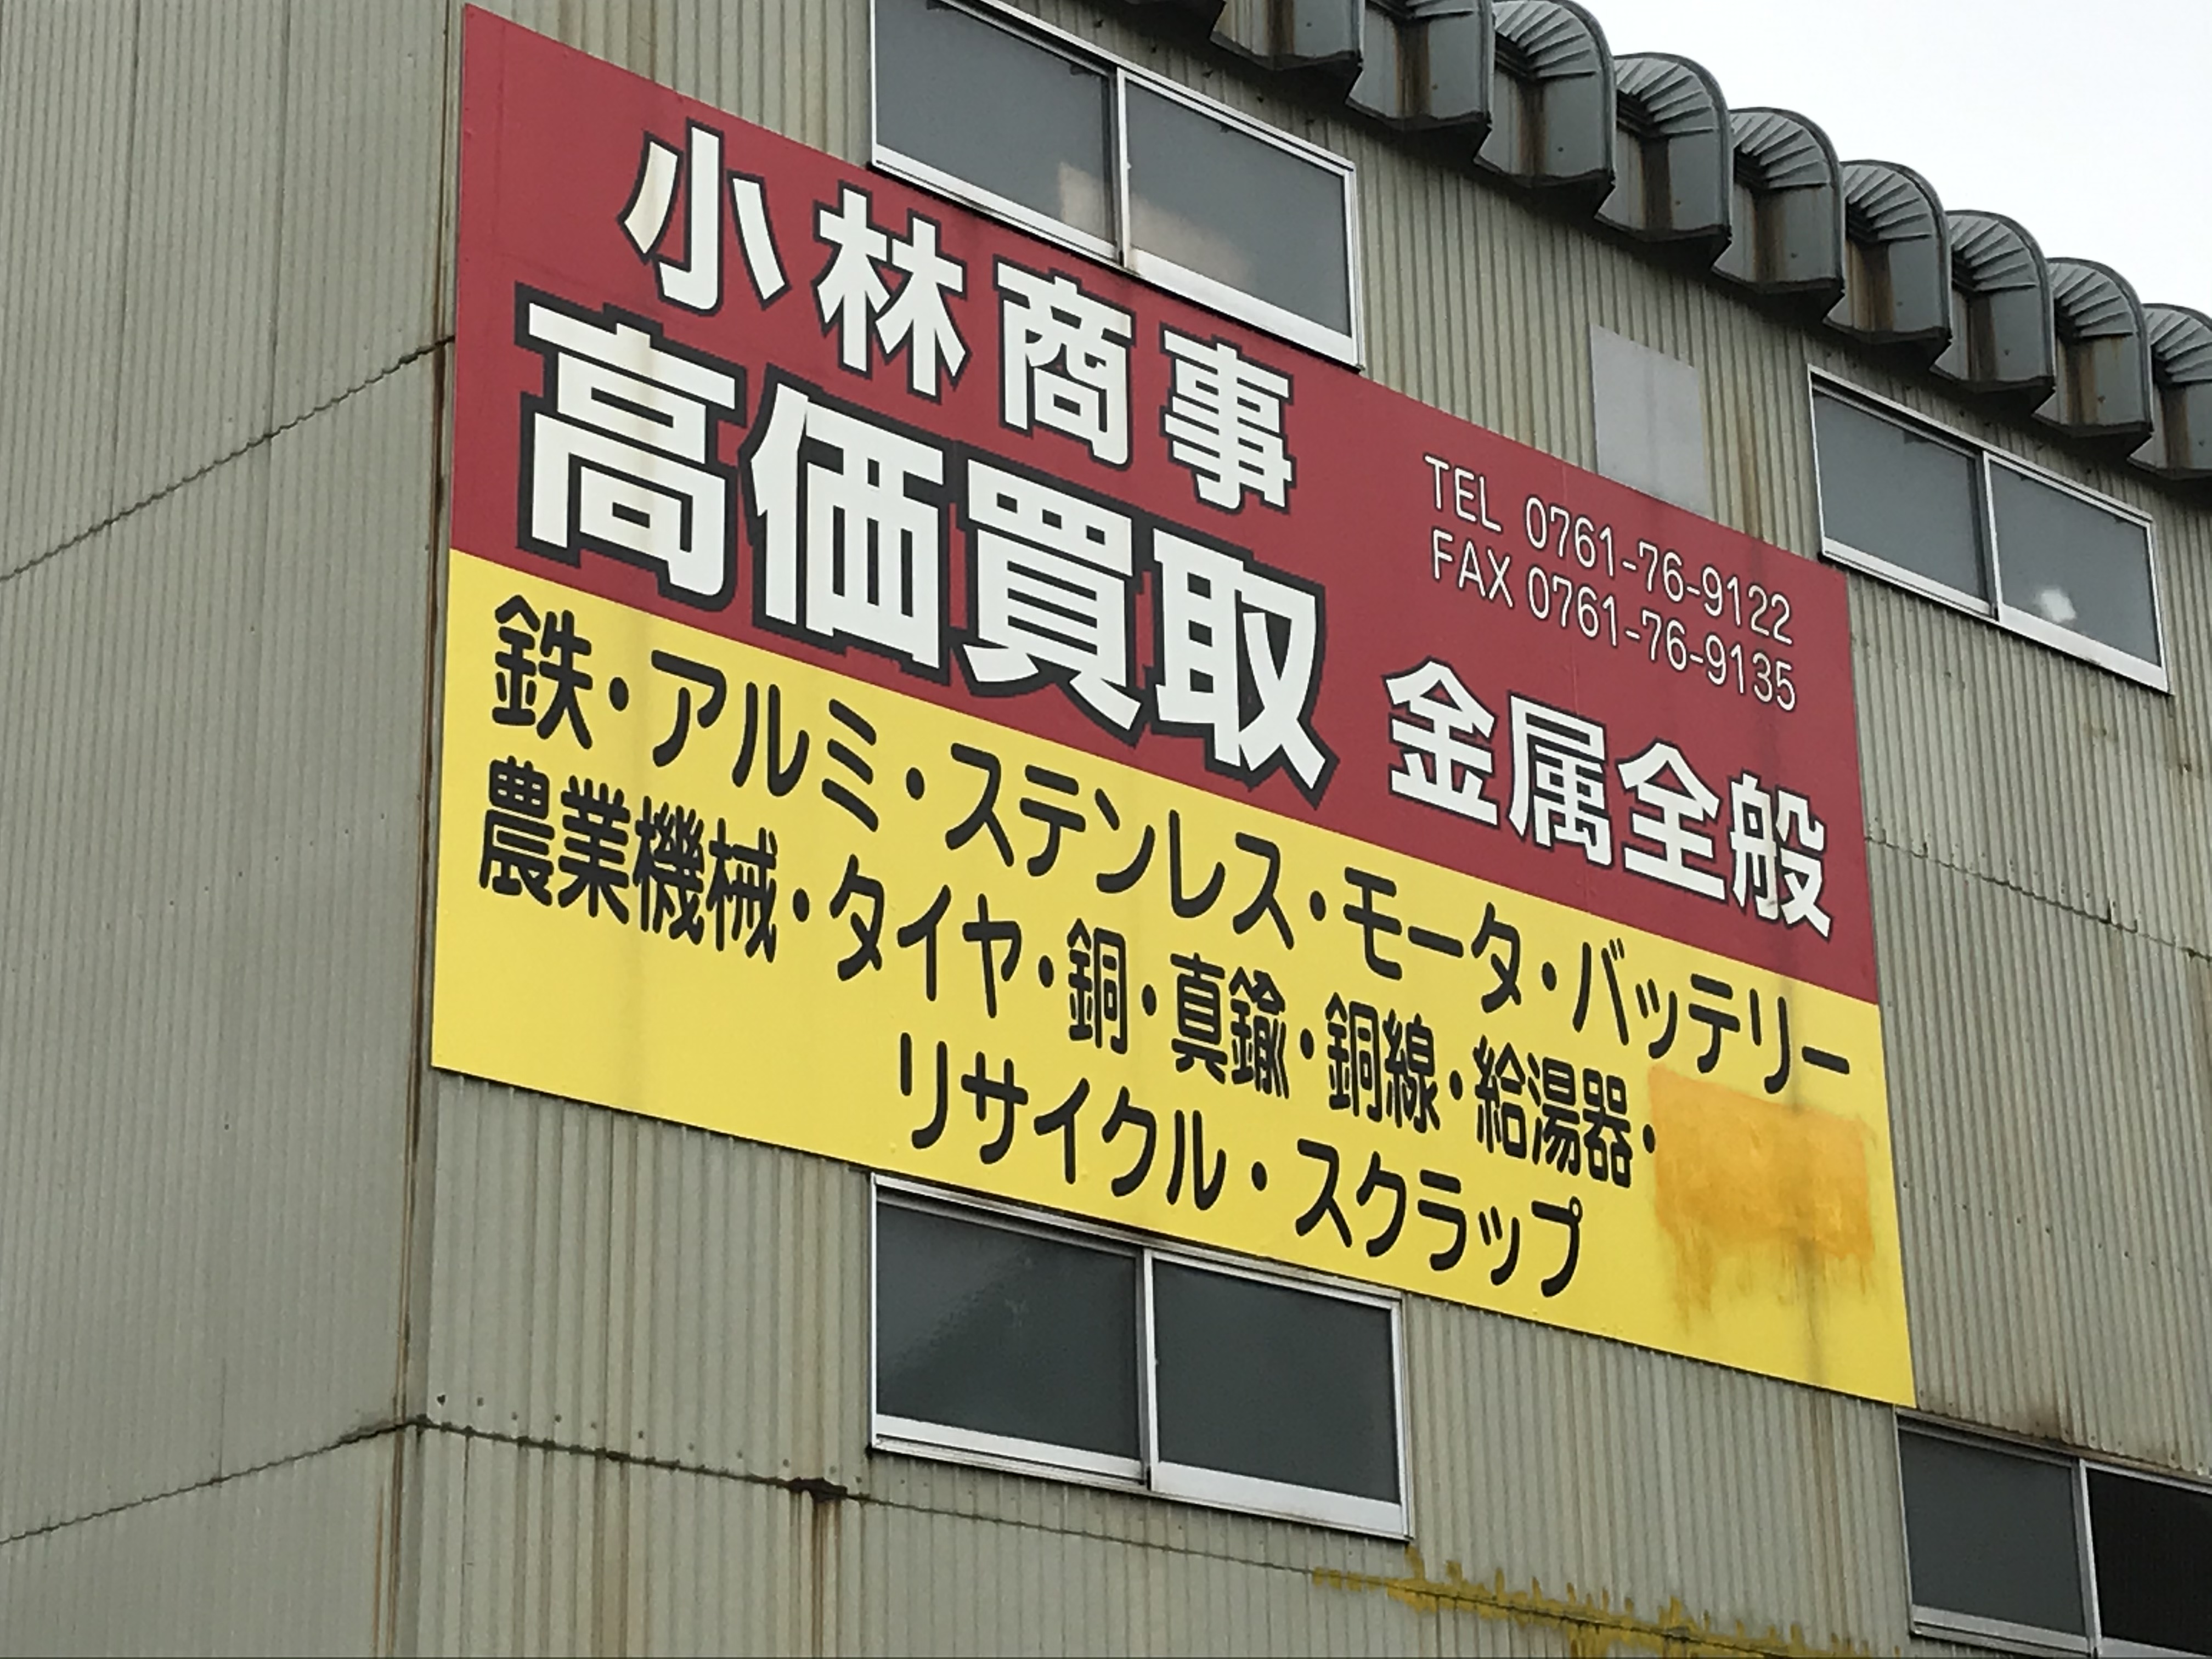 小林商事
TEL 0761-76-9122
FAX 0761-76-9135
高価買取 金属全般
鉄・アルミ・ステンレス・モータ・バッテリー
農業機械・タイヤ・銅・真鍮・銅線・給湯器・
リサイクル・スクラップ